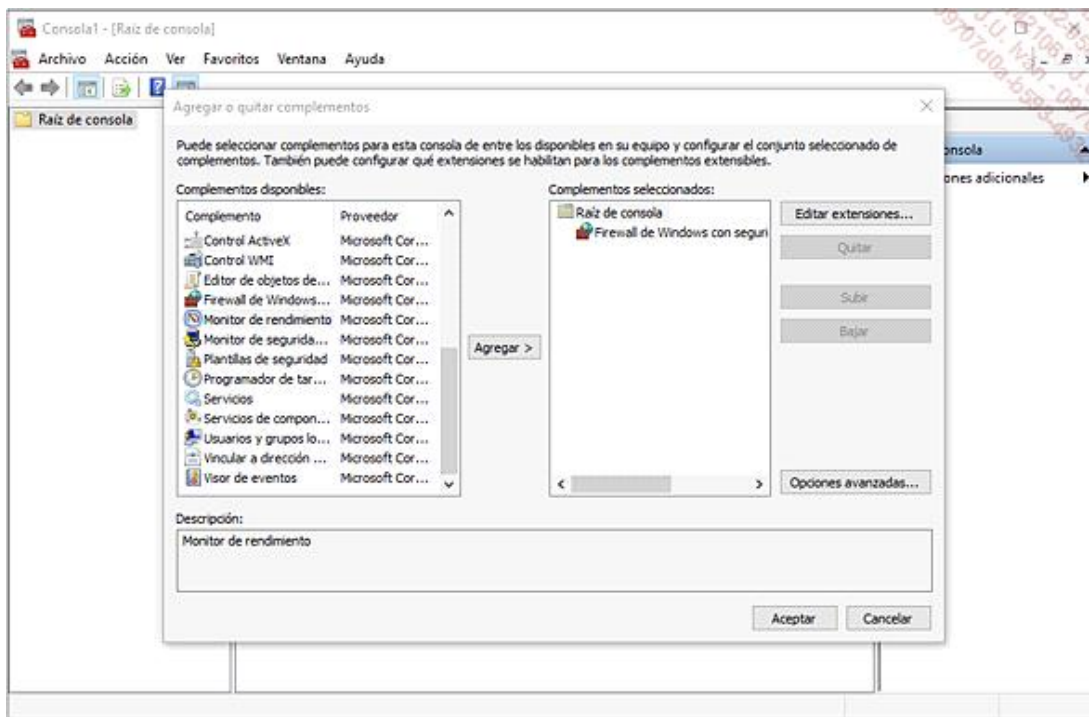 Consola1 - [Raíz de consola]
Archivo Acción Ver Favoritos Ventana Ayuda
Raíz de consola
Agregar o quitar complementos
Puede seleccionar complementos para esta consola de entre los disponibles en su equipo y configurar el conjunto seleccionado de
complementos. También puede configurar qué extensiones se habilitan para los complementos extensibles.
Complementos disponibles:
Complemento Proveedor
Control ActiveX Microsoft Cor...
Control WMI Microsoft Cor...
Editor de objetos de... Microsoft Cor...
Firewall de Windows... Microsoft Cor...
Monitor de rendimiento Microsoft Cor...
Monitor de segurida... Microsoft Cor...
Plantillas de seguridad Microsoft Cor...
Programador de tar... Microsoft Cor...
Servicios Microsoft Cor...
Servicios de compon... Microsoft Cor...
Usuarios y grupos lo... Microsoft Cor...
Vincular a dirección ... Microsoft Cor...
Visor de eventos Microsoft Cor...
Agregar >
Complementos seleccionados:
Raíz de consola
Firewall de Windows con seguri
Editar extensiones...
Quitar
Subir
Bajar
Opciones avanzadas...
Descripción:
Monitor de rendimiento
Aceptar Cancelar
onsola
ones adicionales